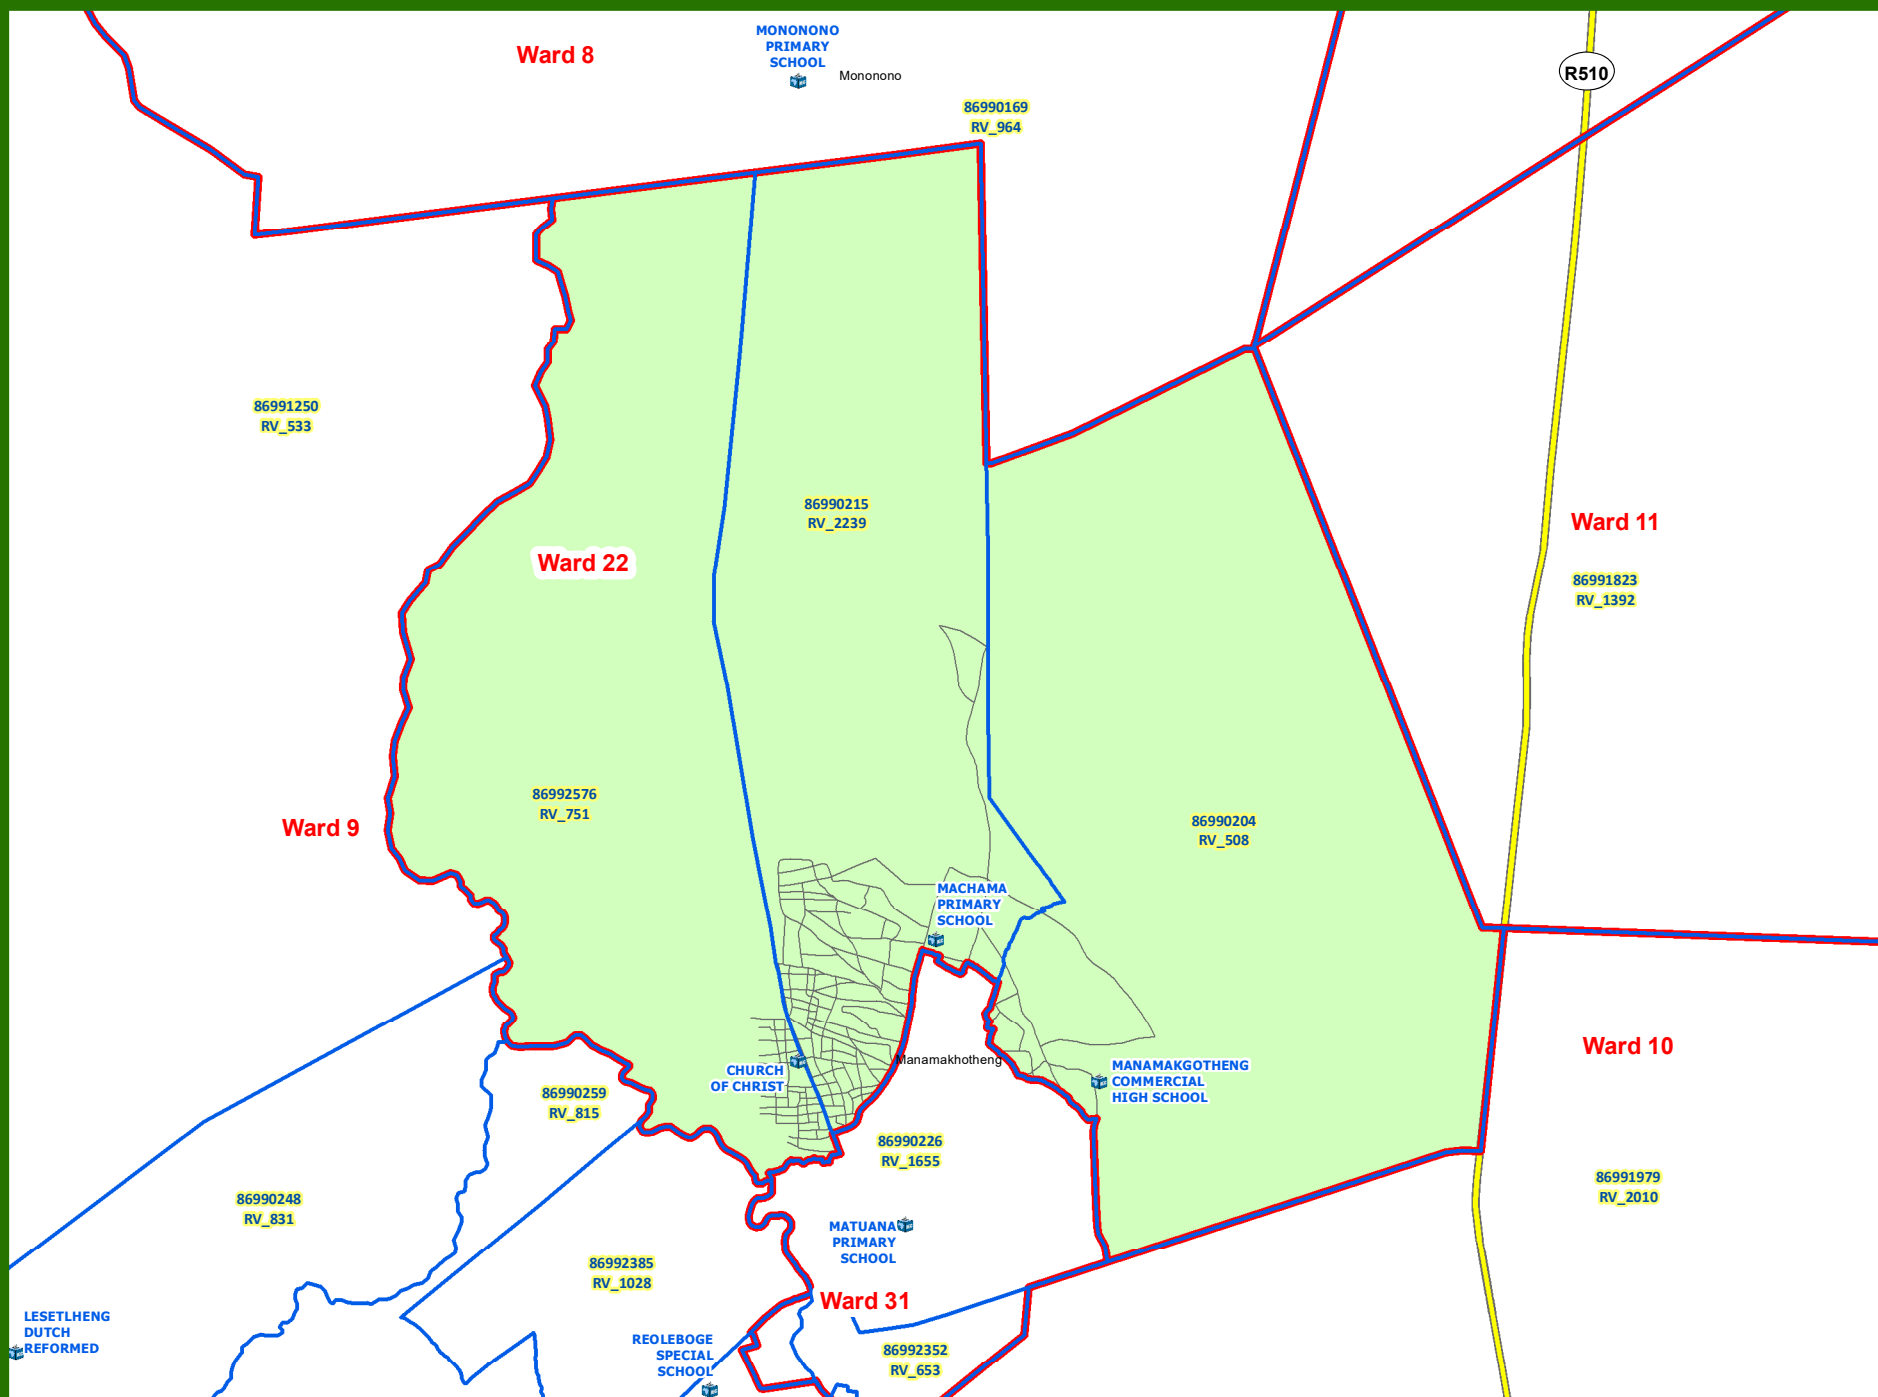 MONONONO
PRIMARY
SCHOOL
Ward 8
R510
Mononono
86990169
RV_964
86991250
RV_533
86990215
RV_2239
Ward 11
Ward 22
86991823
RV_1392
86992576
RV_751
Ward 9
86990204
RV_508
MACHAMA
PRIMARY
SCHOOL
Ward 10
Manamakhotheng
CHURCH
OF CHRIST
MANAMAKGOTHENG
COMMERCIAL
HIGH SCHOOL
86990259
RV_815
86990226
RV_1655
86991979
RV_2010
86990248
RV_831
MATUANA
PRIMARY
SCHOOL
86992385
RV_1028
Ward 31
LESETLHENG
DUTCH
REFORMED
REOLEBOGE
SPECIAL
SCHOOL
86992352
RV_653